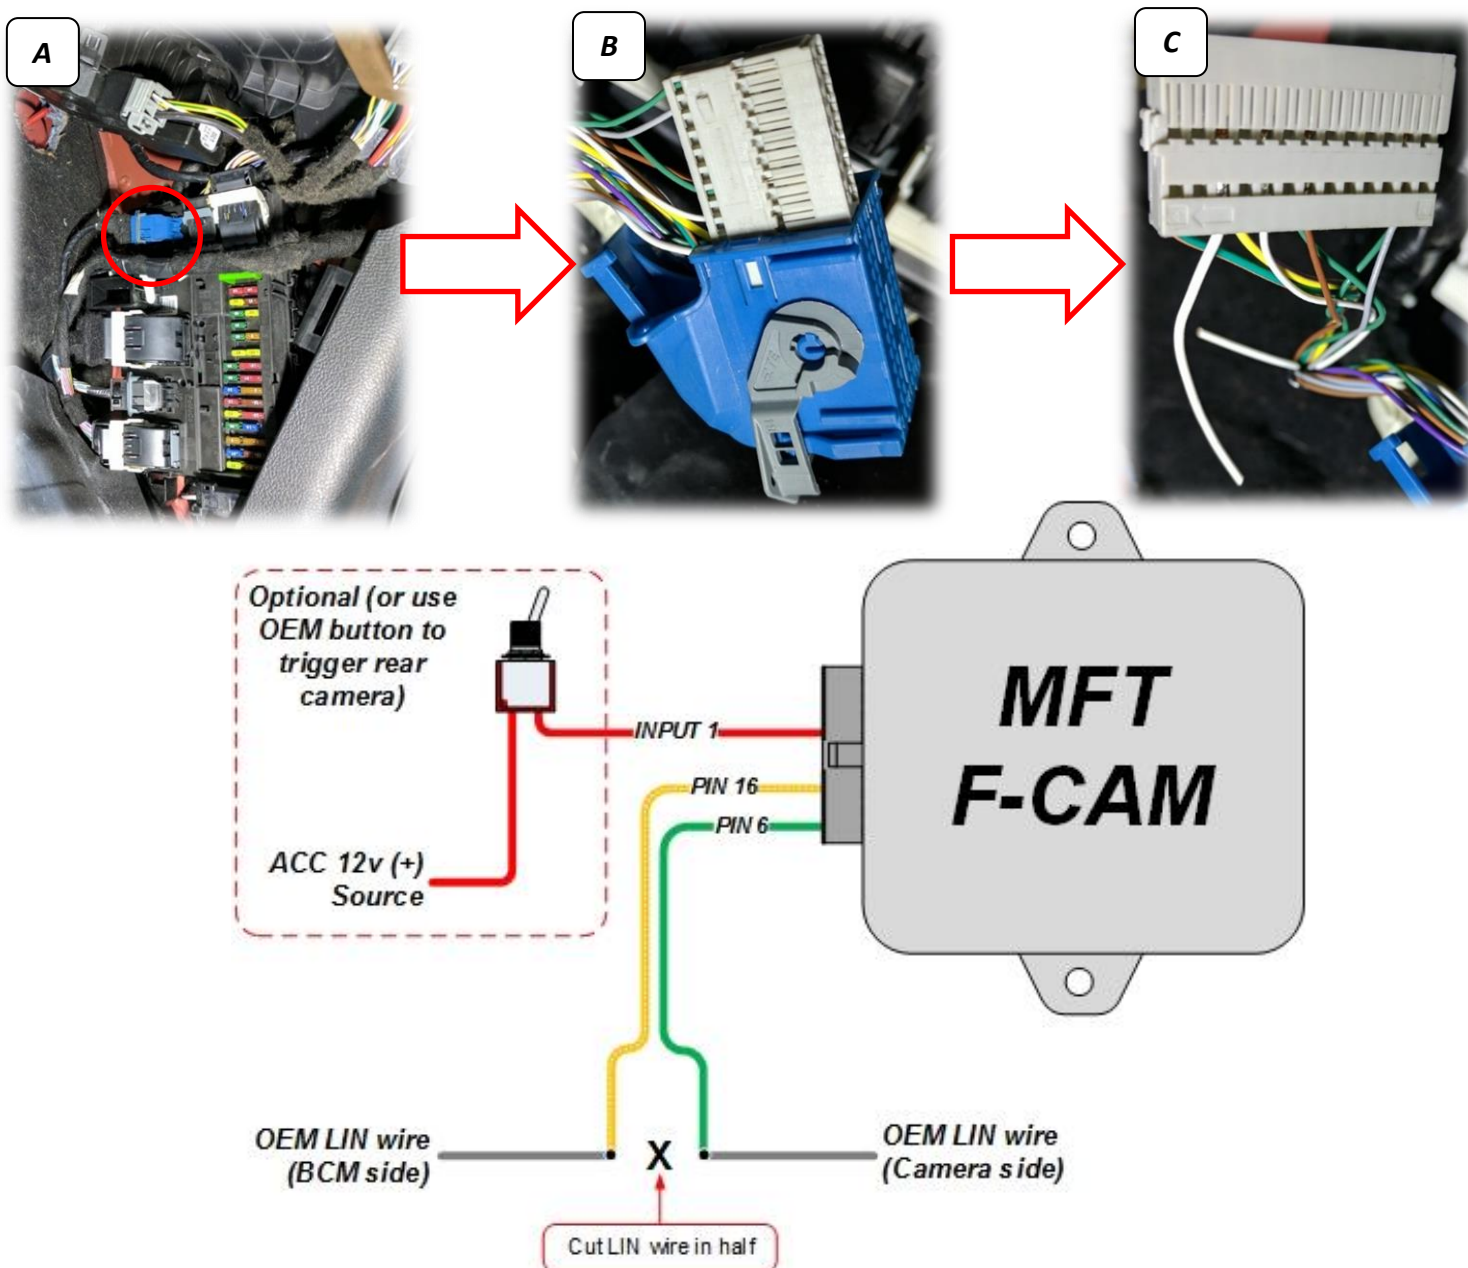 A
B
C
Optional (or use
OEM button to
trigger rear
camera)
ACC 12v (+)
Source
INPUT 1
PIN 16
PIN 6
MFT
F-CAM
OEM LIN wire
(BCM side)
X
OEM LIN wire
(Camera side)
Cut LIN wire in half